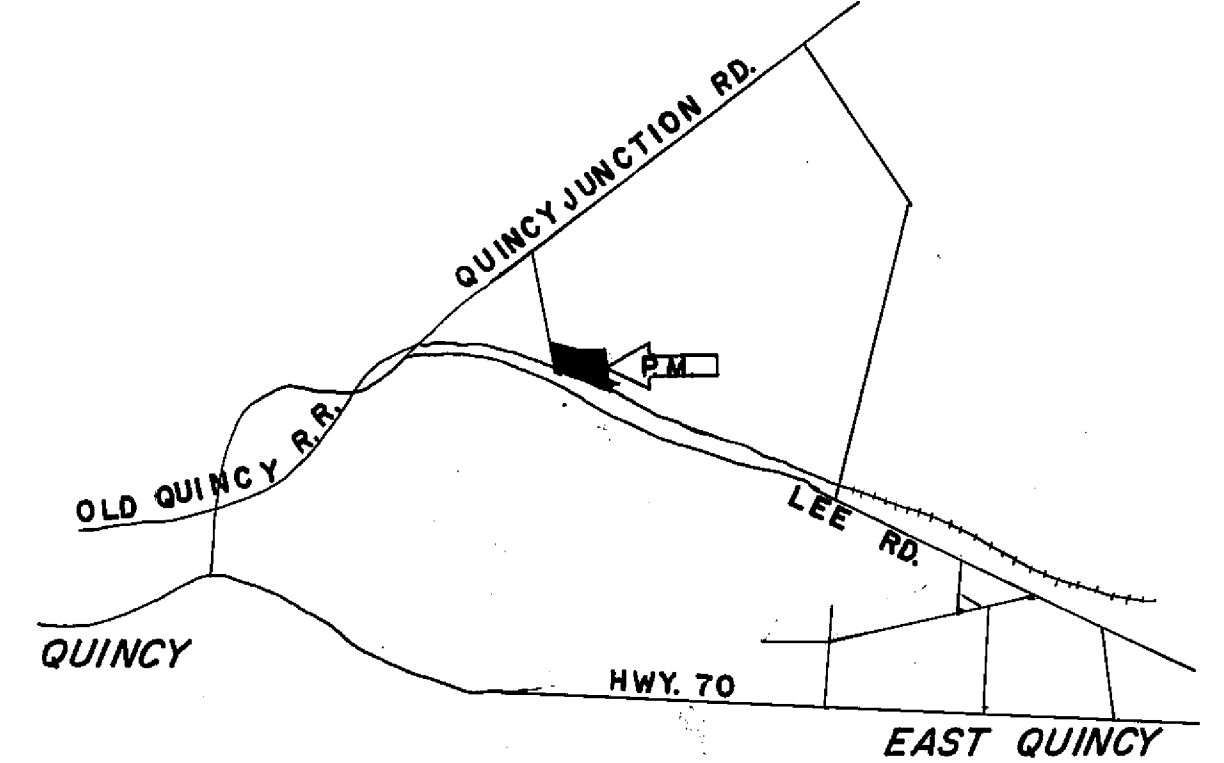 QUINCY JUNCTION RD.
P.M.
OLD QUINCY R.R.
LEE RD.
QUINCY
HWY. 70
EAST QUINCY